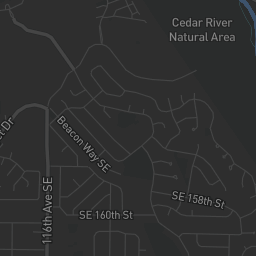 Cedar River
Natural Area
Beacon Way SE
116th Ave SE
SE 158th St
SE 160th St